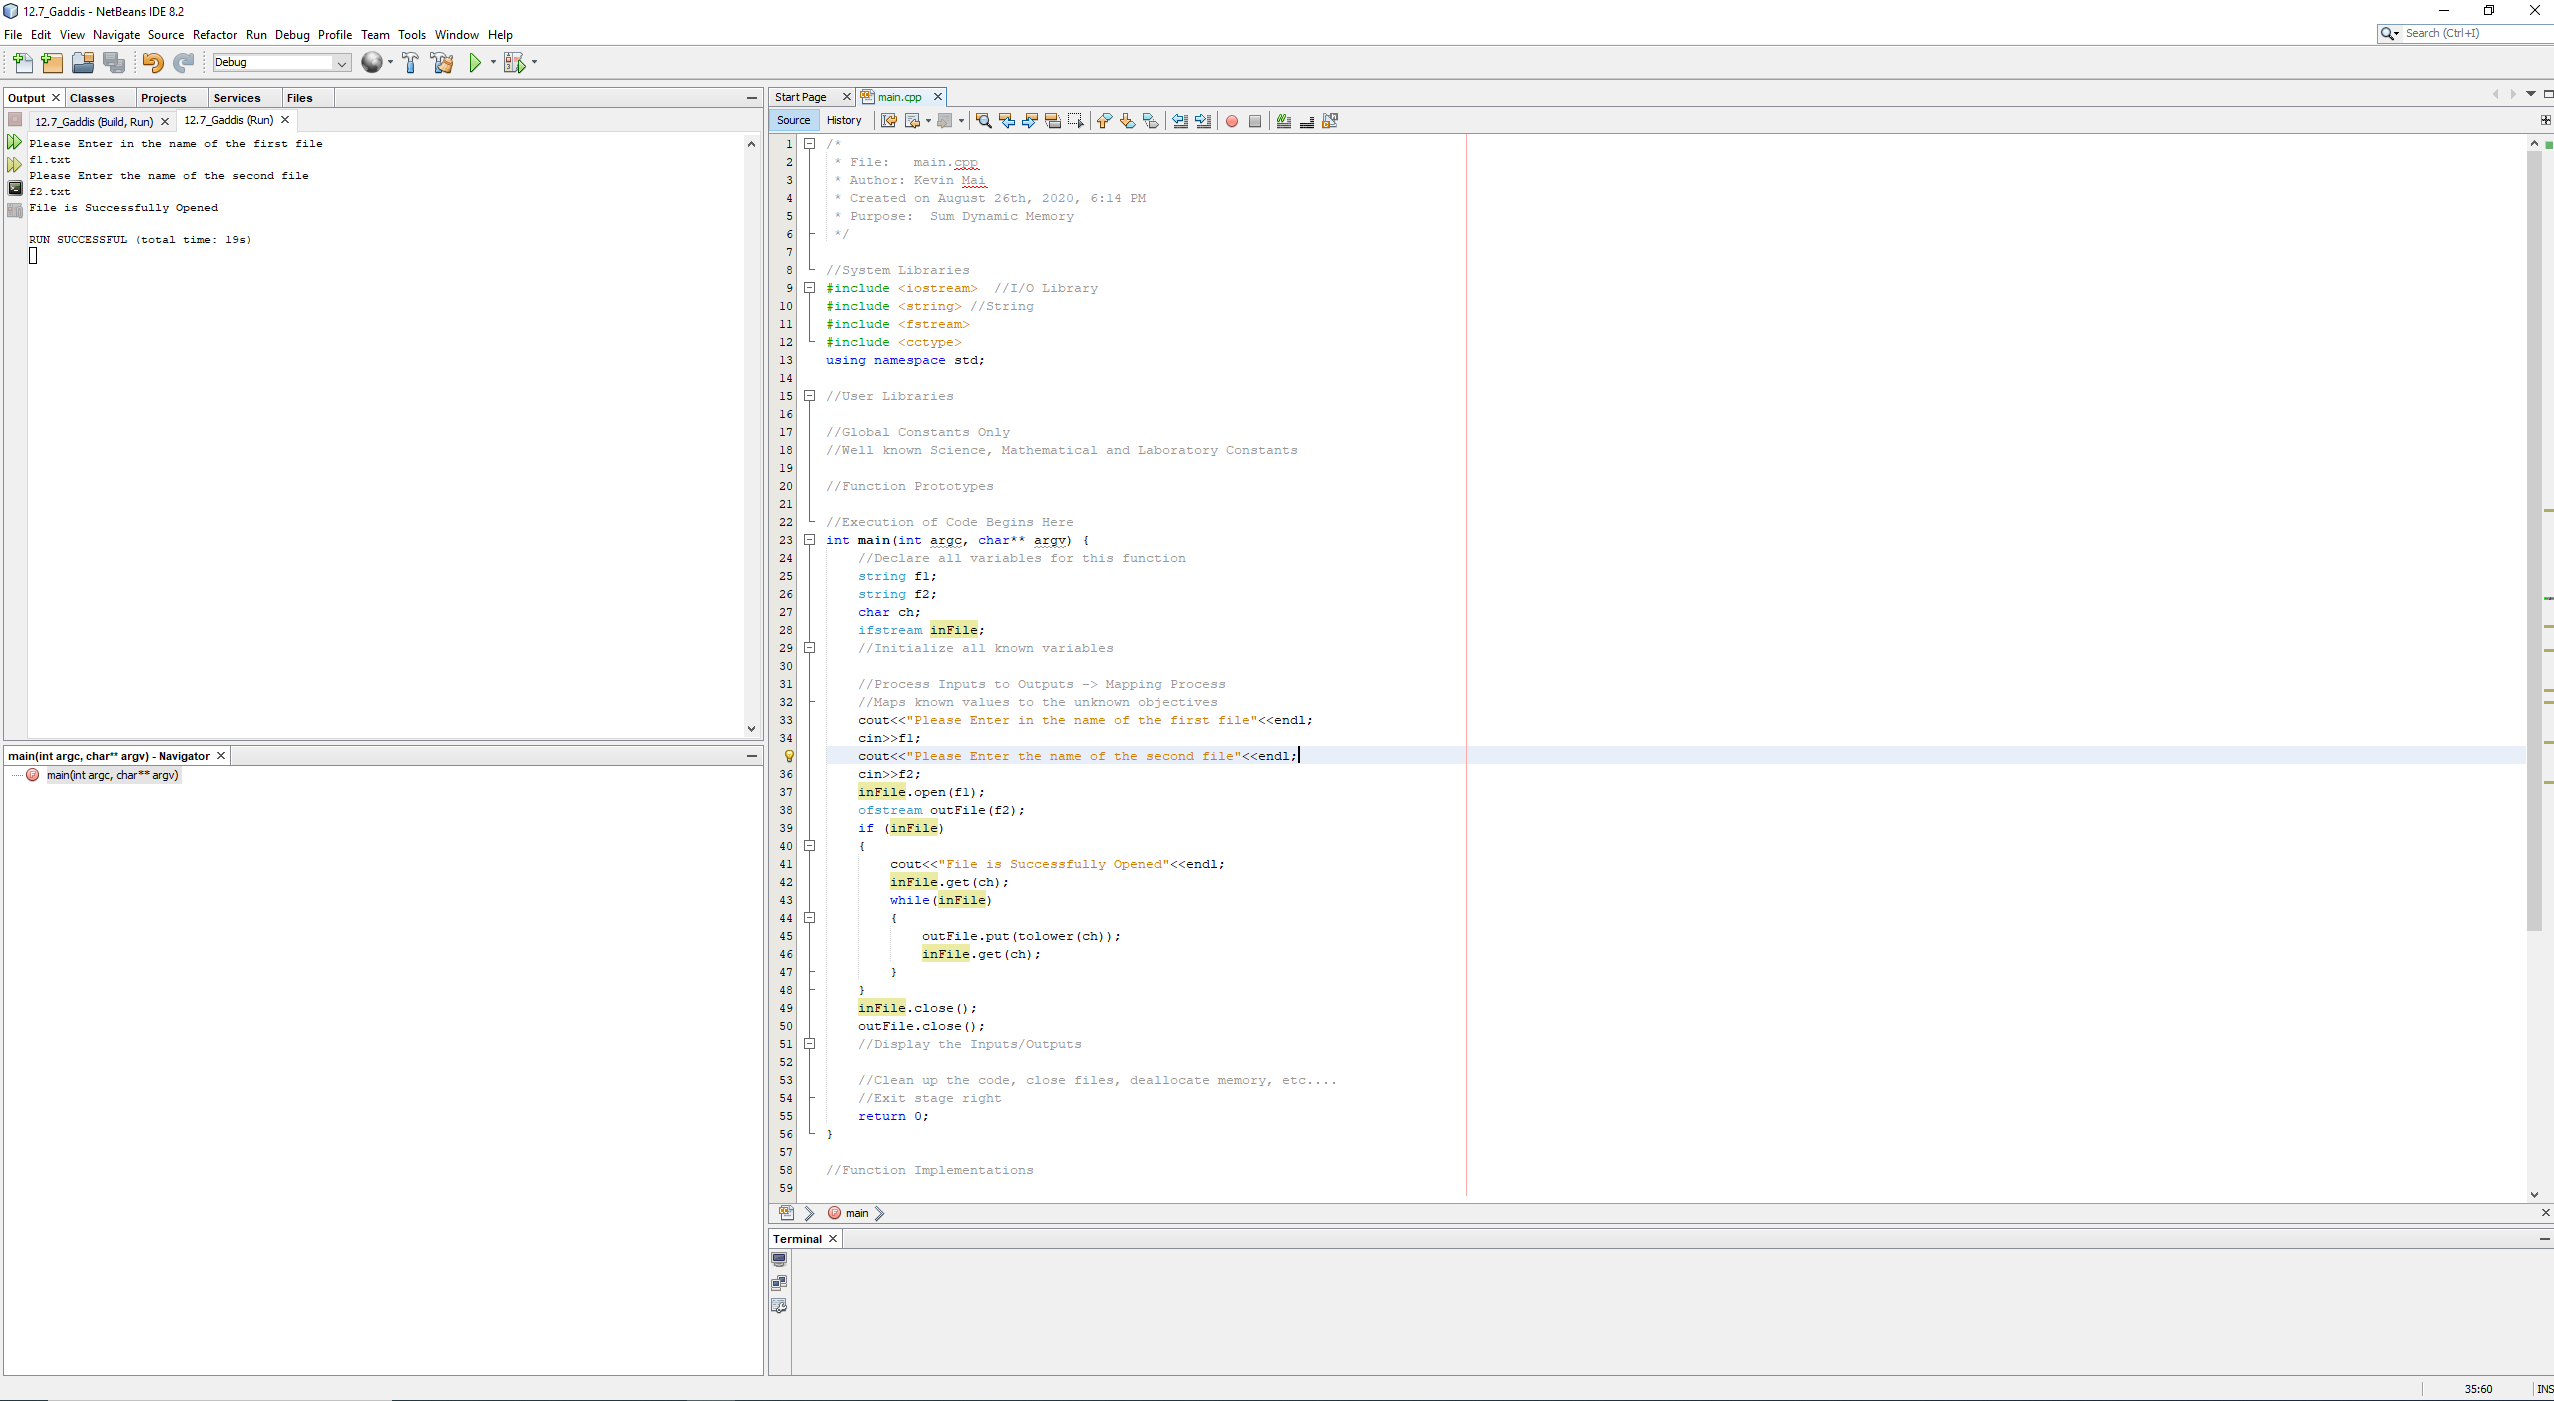 12.7_Gaddis - NetBeans IDE 8.2
File Edit View Navigate Source Refactor Run Debug Profile Team Tools Window Help
Search (Ctrl+I)
Debug
Output Classes Projects Services Files
12.7_Gaddis (Build, Run) 12.7_Gaddis (Run)
Please Enter in the name of the first file
f1.txt
Please Enter the name of the second file
f2.txt
File is Successfully Opened
RUN SUCCESSFUL (total time: 19s)
main(int argc, char** argv) - Navigator
main(int argc, char** argv)
Start Page main.cpp
Source History
1 /*
2 * File:   main.cpp
3 * Author: Kevin Mai
4 * Created on August 26th, 2020, 6:14 PM
5 * Purpose:  Sum Dynamic Memory
6 */
7
8 //System Libraries
9 #include <iostream>  //I/O Library
10 #include <string> //String
11 #include <fstream>
12 #include <cctype>
13 using namespace std;
14
15 //User Libraries
16
17 //Global Constants Only
18 //Well known Science, Mathematical and Laboratory Constants
19
20 //Function Prototypes
21
22 //Execution of Code Begins Here
23 int main(int argc, char** argv) {
24 //Declare all variables for this function
25 string f1;
26 string f2;
27 char ch;
28 ifstream inFile;
29 //Initialize all known variables
30
31 //Process Inputs to Outputs -> Mapping Process
32 //Maps known values to the unknown objectives
33 cout<<"Please Enter in the name of the first file"<<endl;
34 cin>>f1;
cout<<"Please Enter the name of the second file"<<endl;
36 cin>>f2;
37 inFile.open(f1);
38 ofstream outFile(f2);
39 if (inFile)
40 {
41 cout<<"File is Successfully Opened"<<endl;
42 inFile.get(ch);
43 while(inFile)
44 {
45 outFile.put(tolower(ch));
46 inFile.get(ch);
47 }
48 }
49 inFile.close();
50 outFile.close();
51 //Display the Inputs/Outputs
52
53 //Clean up the code, close files, deallocate memory, etc....
54 //Exit stage right
55 return 0;
56 }
57
58 //Function Implementations
59
main
Terminal
35:60 INS